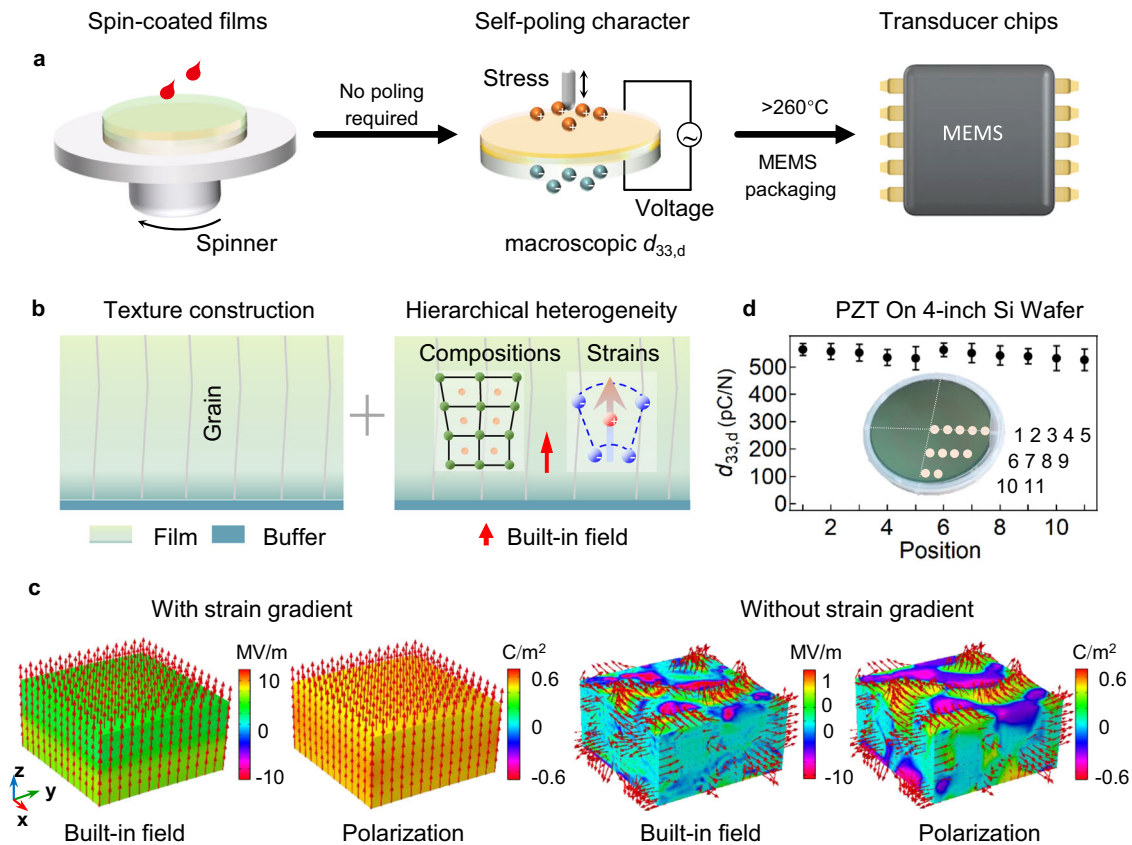 Spin-coated films
Self-poling character
Transducer chips
a
No poling
required
Spinner
Stress
+ + + + +
- - - - -
~
Voltage
macroscopic d33,d
>260°C
MEMS
packaging
MEMS
b
Texture construction
Grain
Film
Buffer
+
Hierarchical heterogeneity
Compositions
Strains
- -
+
- -
Built-in field
d
PZT On 4-inch Si Wafer
d33,d (pC/N)
500
400
300
200
100
0
1 2 3 4 5
6 7 8 9
10 11
2 4 6 8 10
Position
c
With strain gradient
Without strain gradient
MV/m
10
0
-10
C/m²
0.6
0
-0.6
MV/m
1
0
-10
C/m²
0.6
0
-0.6
z
y
x
Built-in field
Polarization
Built-in field
Polarization